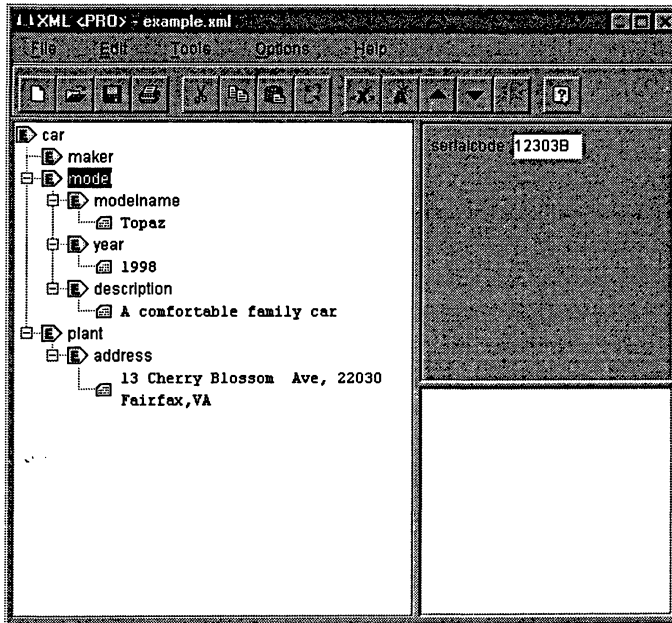 XML <PRO> - example.xml
File Edit Tools Options Help
E car
E maker
E model
E modelname
Topaz
E year
1998
E description
A comfortable family car
E plant
E address
13 Cherry Blossom Ave, 22030
Fairfax,VA
serialcode 12303B